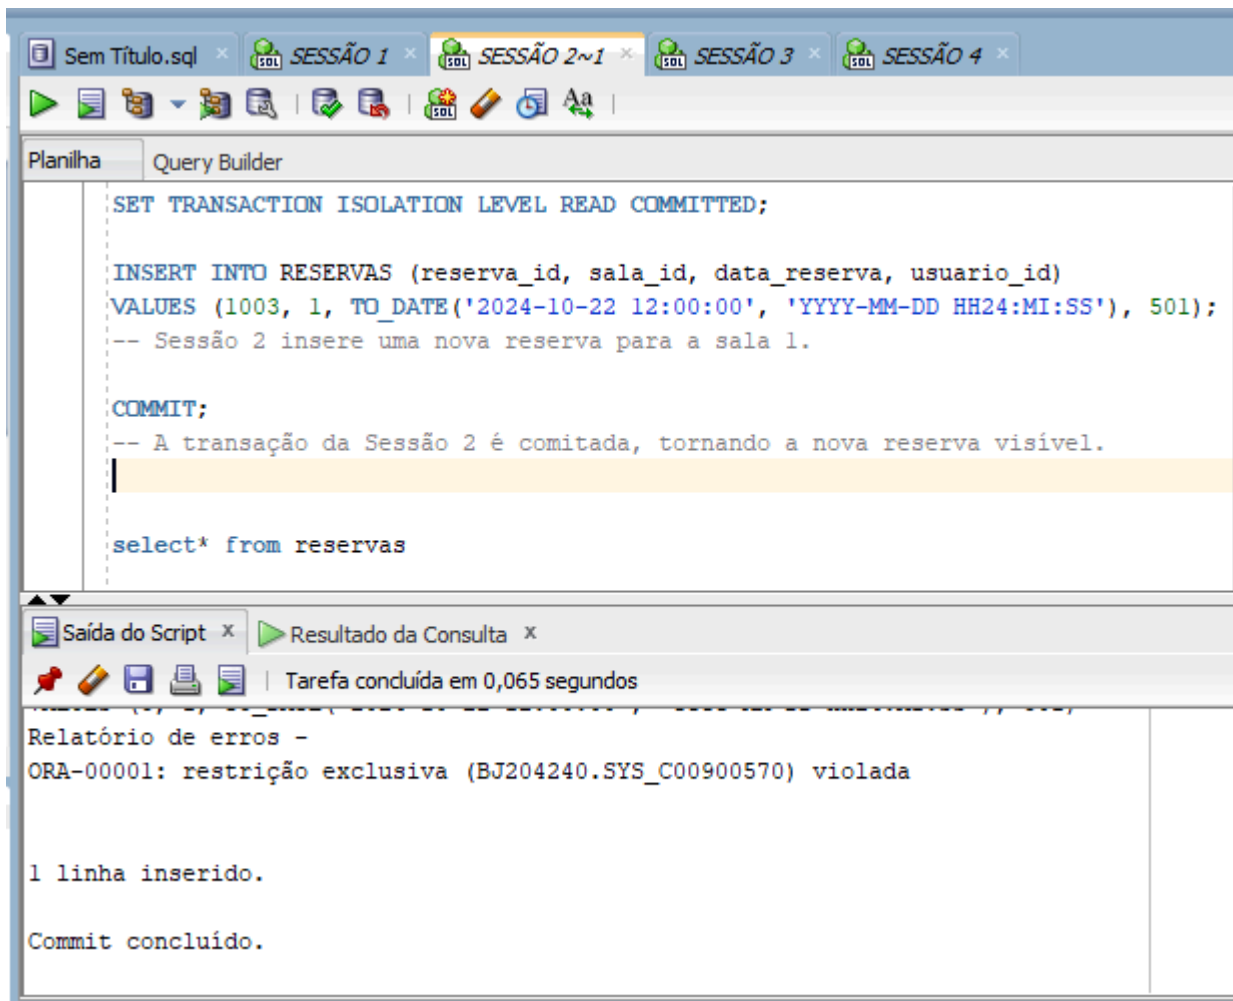 Sem Título.sql SESSÃO 1 SESSÃO 2~1 SESSÃO 3 SESSÃO 4
Planilha Query Builder
SET TRANSACTION ISOLATION LEVEL READ COMMITTED;
INSERT INTO RESERVAS (reserva_id, sala_id, data_reserva, usuario_id)
VALUES (1003, 1, TO_DATE('2024-10-22 12:00:00', 'YYYY-MM-DD HH24:MI:SS'), 501);
-- Sessão 2 insere uma nova reserva para a sala 1.
COMMIT;
-- A transação da Sessão 2 é comitada, tornando a nova reserva visível.
select* from reservas
Saída do Script x Resultado da Consulta x
Tarefa concluída em 0,065 segundos
Relatório de erros -
ORA-00001: restrição exclusiva (BJ204240.SYS_C00900570) violada
1 linha inserido.
Commit concluído.